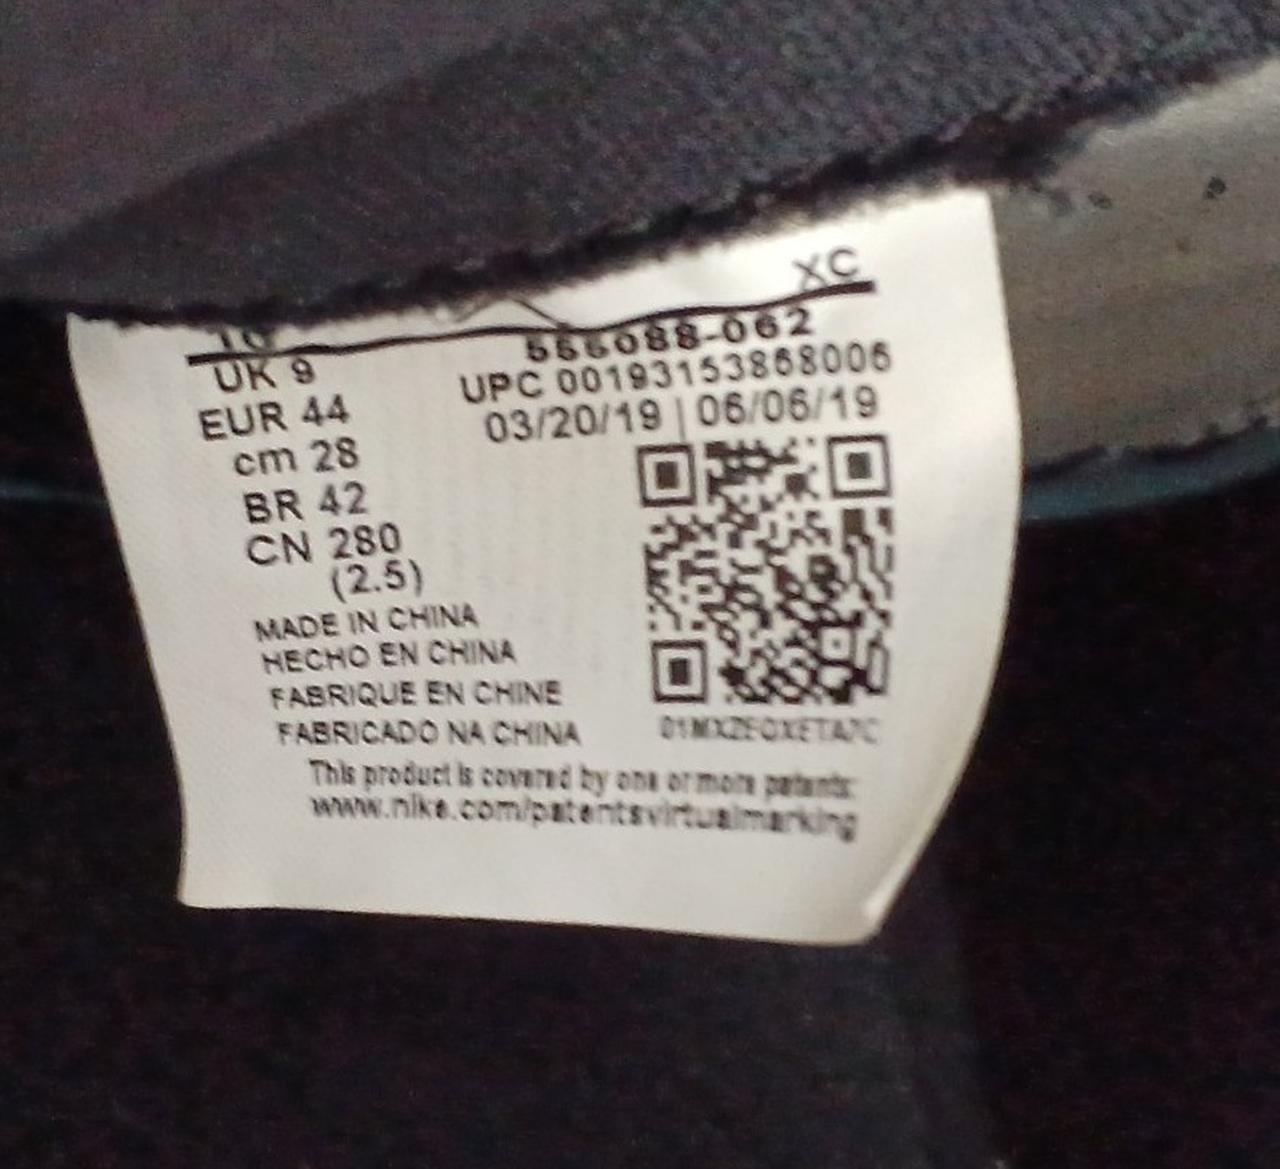 XC
10
555088-062
UK 9
UPC 00193153868006
EUR 44
03/20/19 | 06/06/19
cm 28
BR 42
CN 280
(2.5)
MADE IN CHINA
HECHO EN CHINA
FABRIQUE EN CHINE
FABRICADO NA CHINA
This product is covered by one or more patents:
www.nike.com/patentsvirtualmarking